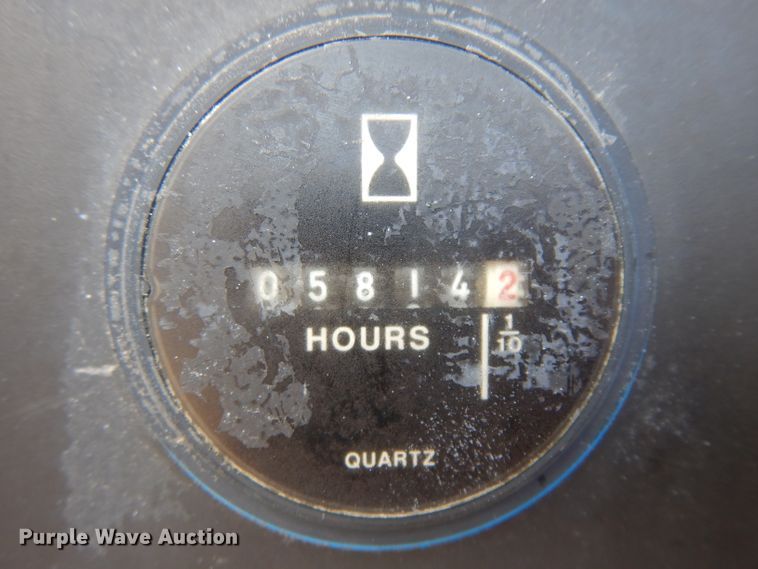 058142
HOURS 1/10
QUARTZ
Purple Wave Auction